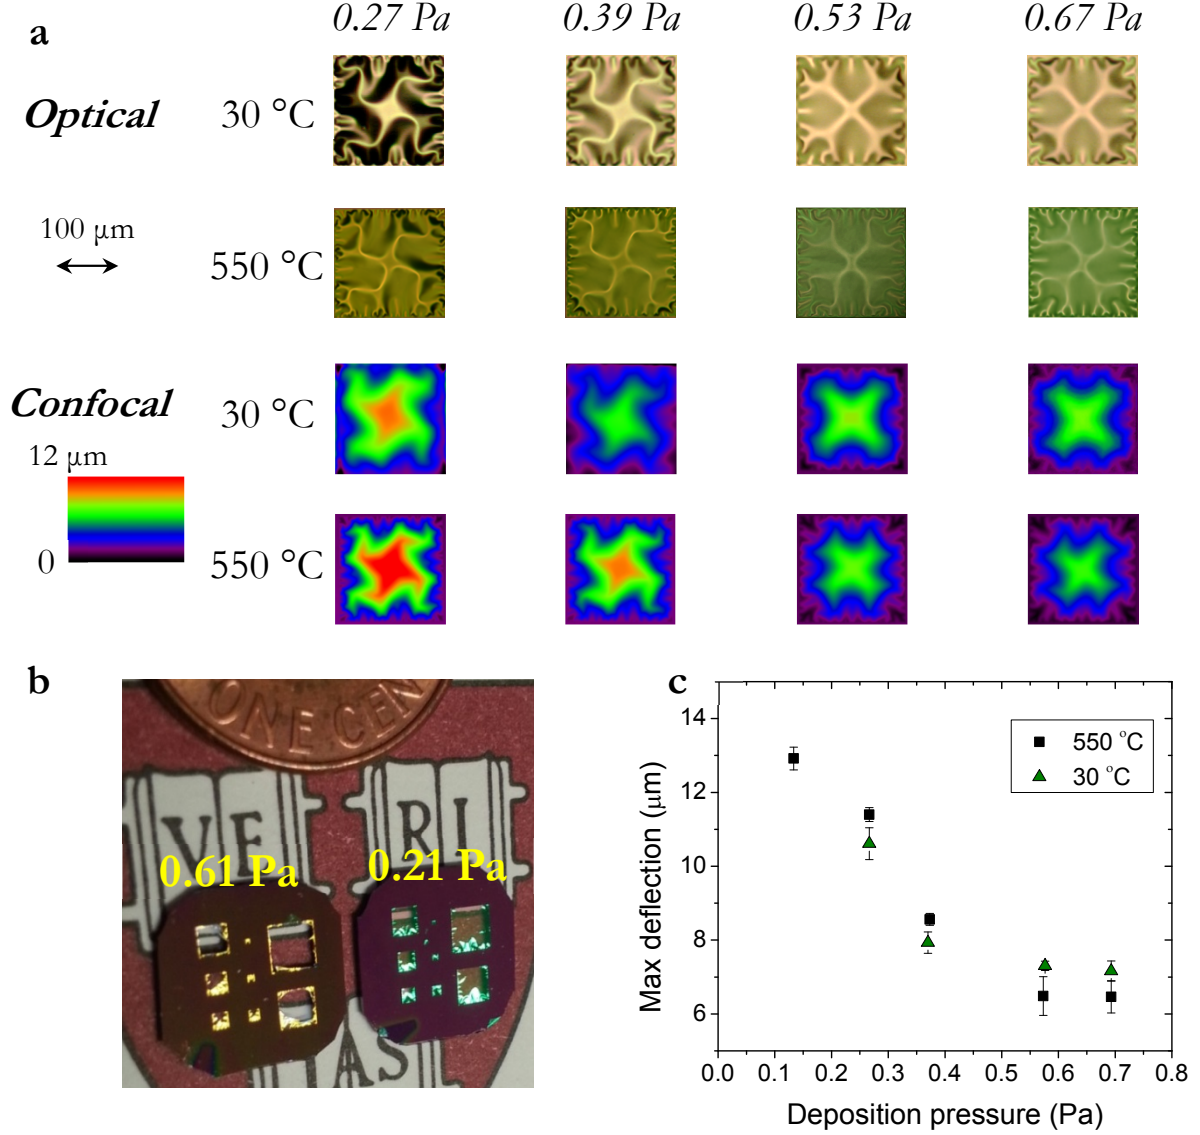 a
0.27 Pa 0.39 Pa 0.53 Pa 0.67 Pa
Optical 30 °C
100 μm
550 °C
Confocal 30 °C
12 μm
0
550 °C
b
ONE CEN
VE RI
0.61 Pa 0.21 Pa
AS
c
14
12
10
8
6
550 °C
30 °C
Max deflection (μm)
0.0 0.1 0.2 0.3 0.4 0.5 0.6 0.7 0.8
Deposition pressure (Pa)